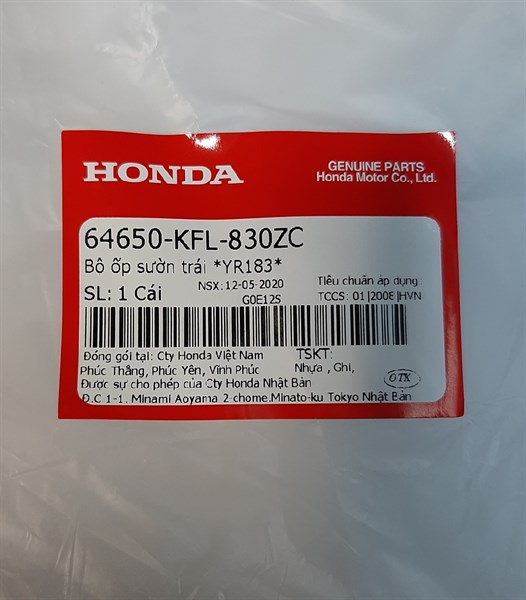 HONDA
GENUINE PARTS
Honda Motor Co., Ltd.
64650-KFL-830ZC
Bộ ốp sườn trái *YR183*
SL: 1 Cái
NSX: 12-05-2020
G0E12S
Tiêu chuẩn áp dụng:
TCCS: 01|2008|HVN
Đóng gói tại: Cty Honda Việt Nam
Phúc Thắng, Phúc Yên, Vĩnh Phúc
Được sự cho phép của Cty Honda Nhật Bản
Đ.C 1-1. Minami Aoyama 2-chome.Minato-ku Tokyo Nhật Bản
TSKT:
Nhựa , Ghi,
OTK